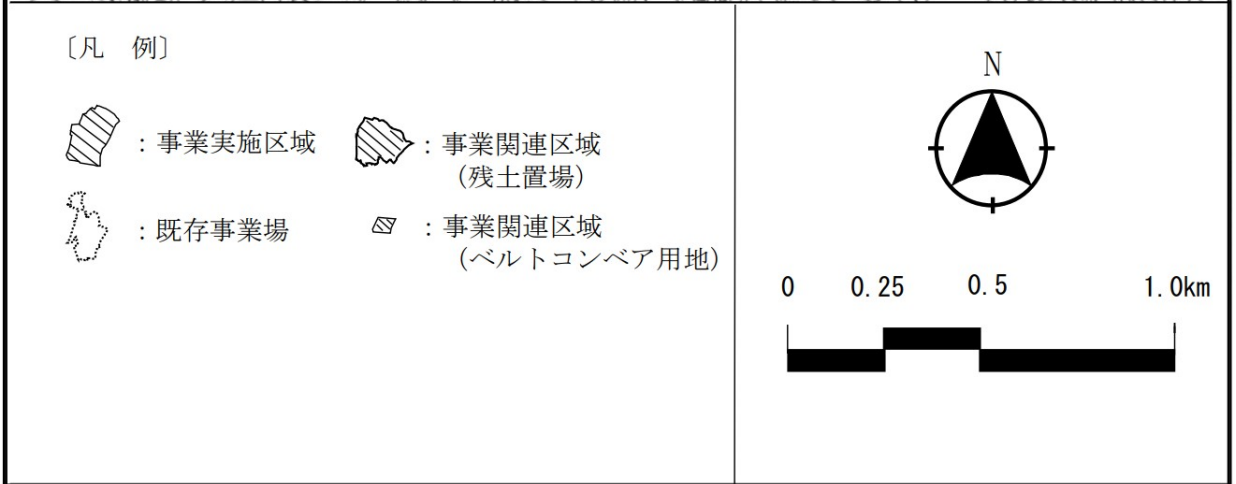 〔凡　例〕
：事業実施区域
：事業関連区域
（残土置場）
：既存事業場
：事業関連区域
（ベルトコンベア用地）
N
0 0.25 0.5 1.0km